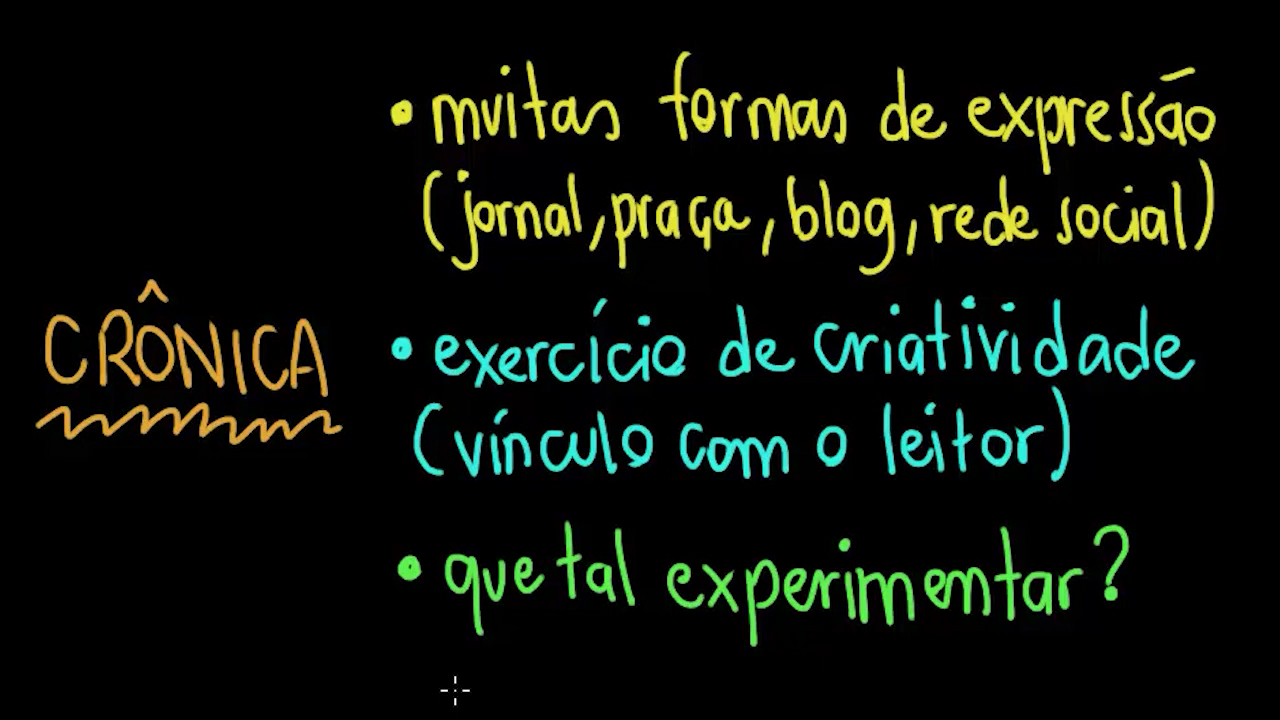 CRÔNICA
• muitas formas de expressão
(jornal, praça, blog, rede social)
• exercício de criatividade
(vínculo com o leitor)
• que tal experimentar?